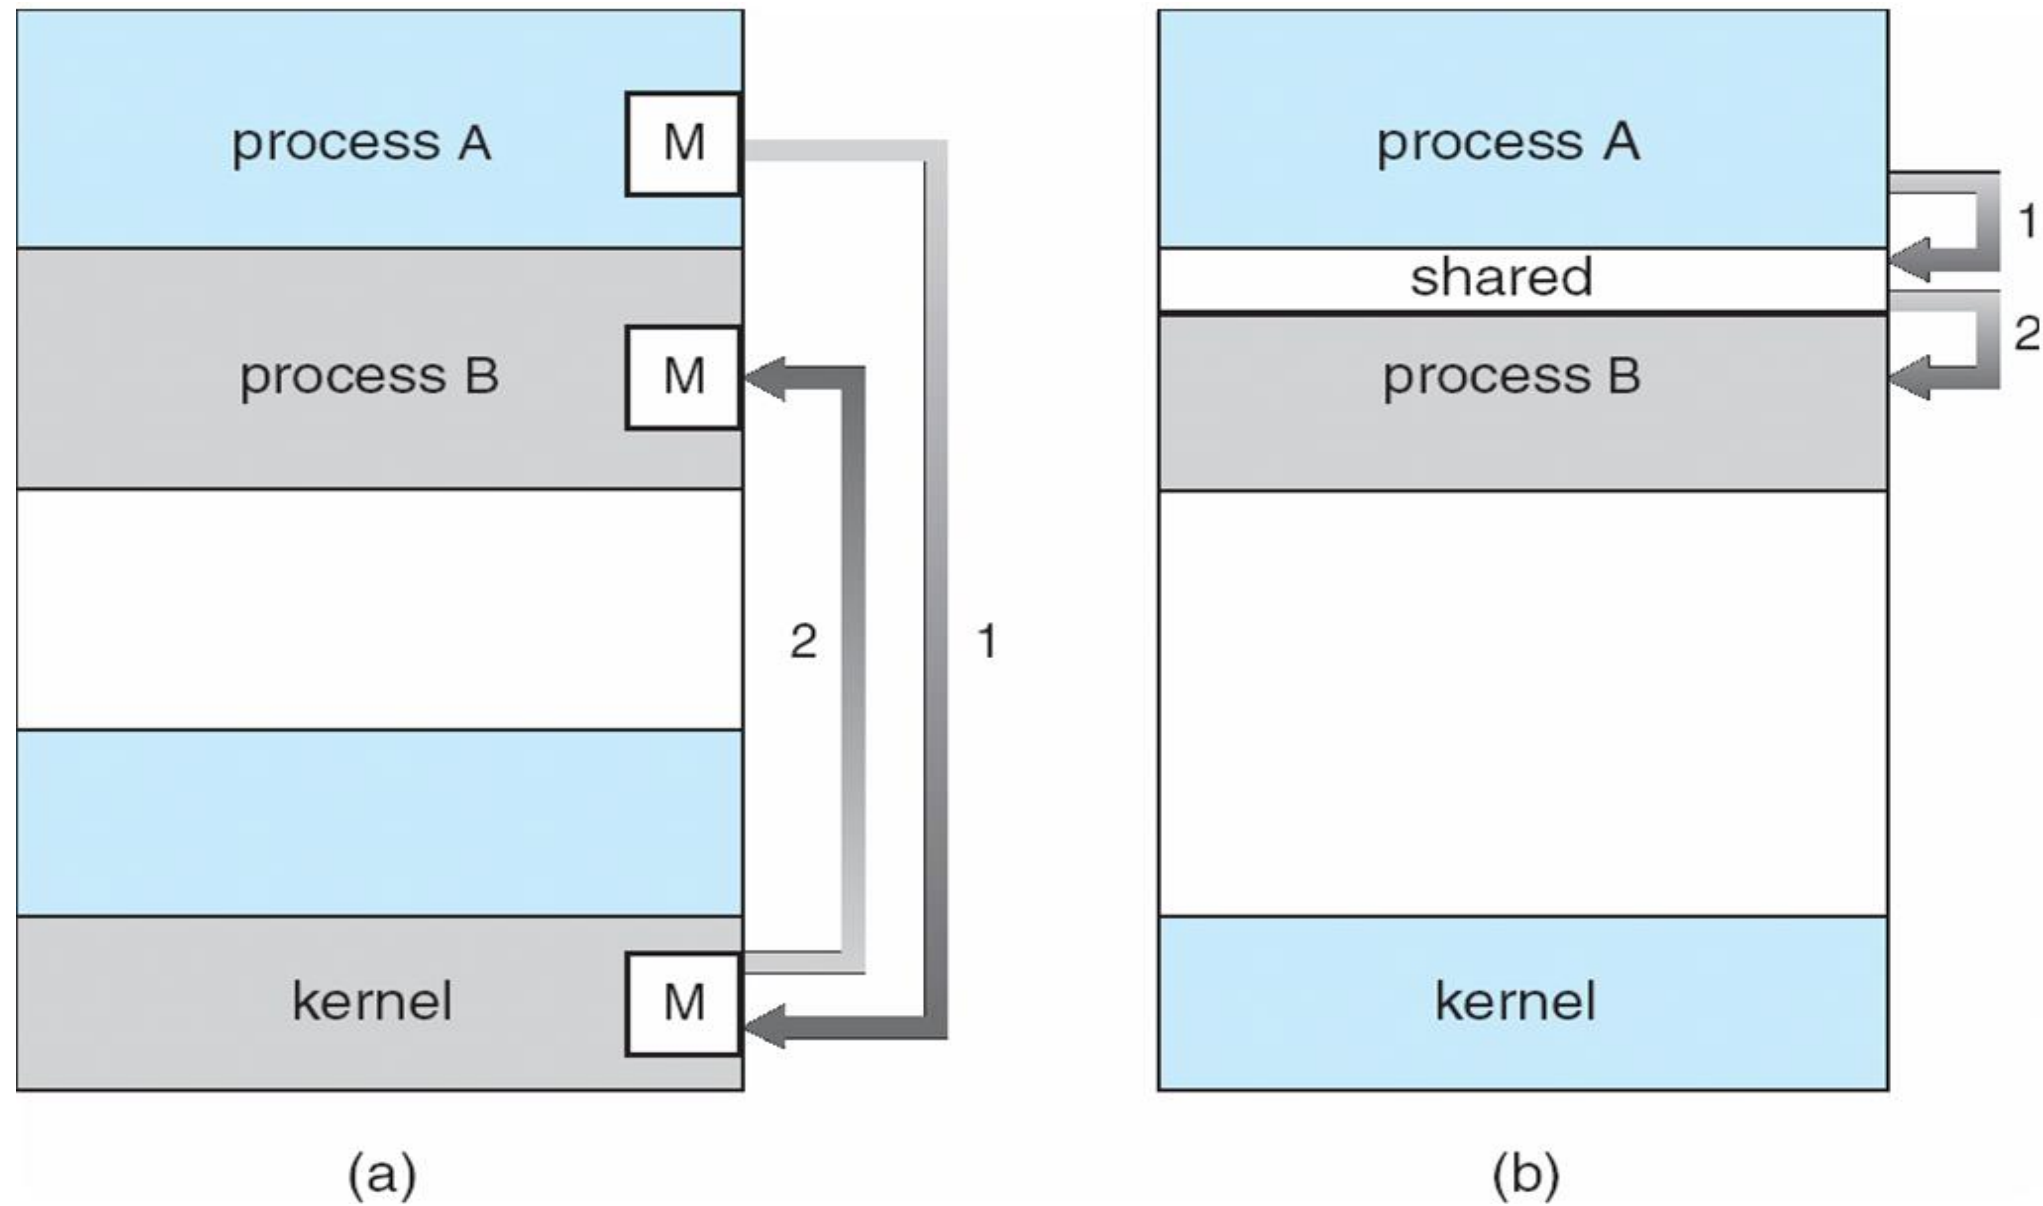 process A
M
process B
M
2
1
kernel
M
(a)
process A
1
shared
2
process B
kernel
(b)